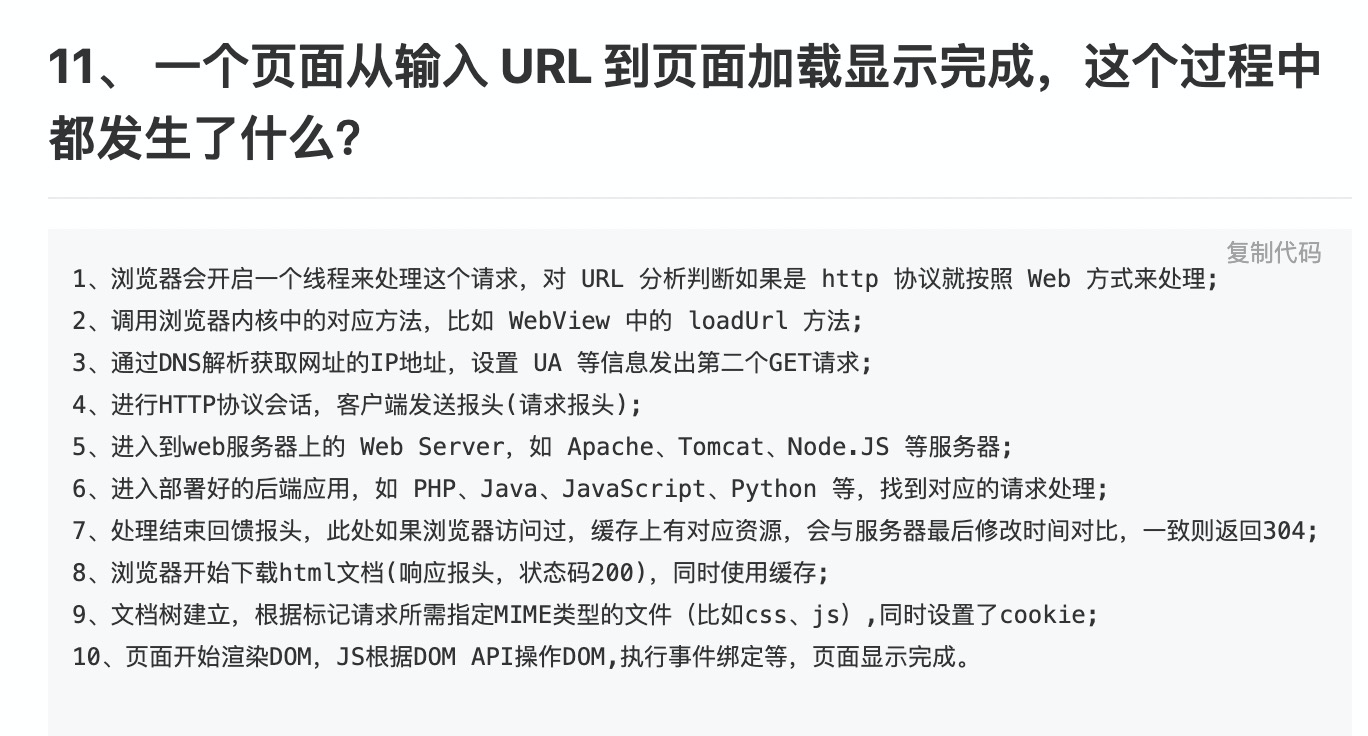 11、 一个页面从输入 URL 到页面加载显示完成，这个过程中
都发生了什么?
复制代码
1、浏览器会开启一个线程来处理这个请求，对 URL 分析判断如果是 http 协议就按照 Web 方式来处理;
2、调用浏览器内核中的对应方法，比如 WebView 中的 loadUrl 方法;
3、通过DNS解析获取网址的IP地址，设置 UA 等信息发出第二个GET请求;
4、进行HTTP协议会话，客户端发送报头(请求报头);
5、进入到web服务器上的 Web Server，如 Apache、Tomcat、Node.JS 等服务器;
6、进入部署好的后端应用，如 PHP、Java、JavaScript、Python 等，找到对应的请求处理;
7、处理结束回馈报头，此处如果浏览器访问过，缓存上有对应资源，会与服务器最后修改时间对比，一致则返回304;
8、浏览器开始下载html文档(响应报头，状态码200)，同时使用缓存;
9、文档树建立，根据标记请求所需指定MIME类型的文件（比如css、js）,同时设置了cookie;
10、页面开始渲染DOM，JS根据DOM API操作DOM,执行事件绑定等，页面显示完成。